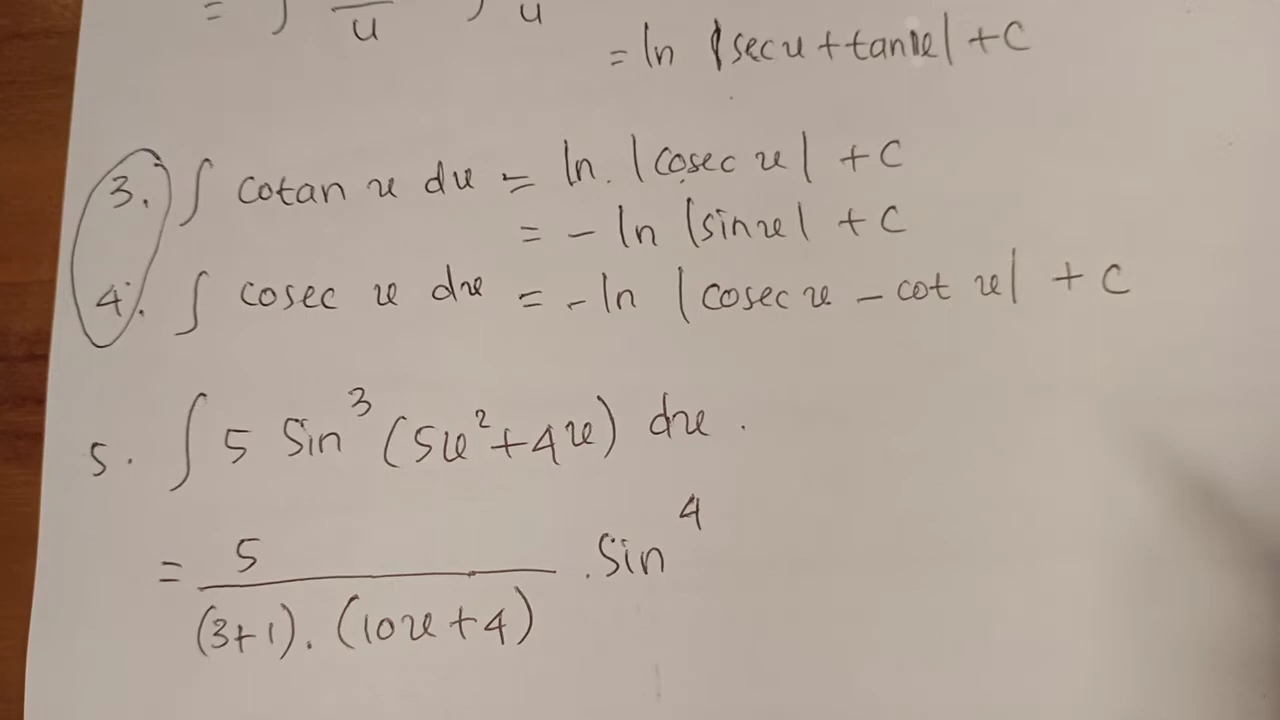 = ∫ u ∫ u
= ln |sec x + tan x| + C
3. ∫ cotan x dx = ln. |cosec x| + C
= - ln |sin x| + C
4. ∫ cosec x dx = - ln |cosec x - cot x| + C
5. ∫ 5 sin³ (5x² + 4x) dx.
= 5 / (3+1). (10x + 4) . sin⁴